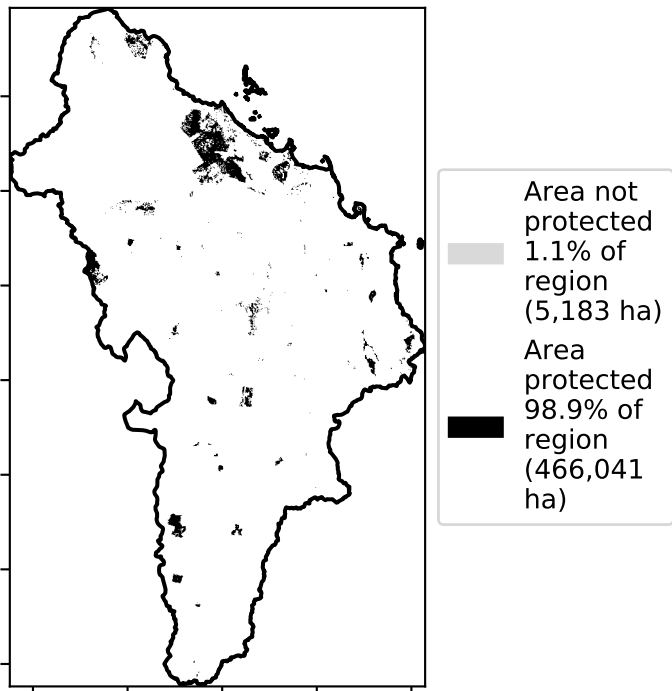 Area not
protected
1.1% of
region
(5,183 ha)
Area
protected
98.9% of
region
(466,041
ha)